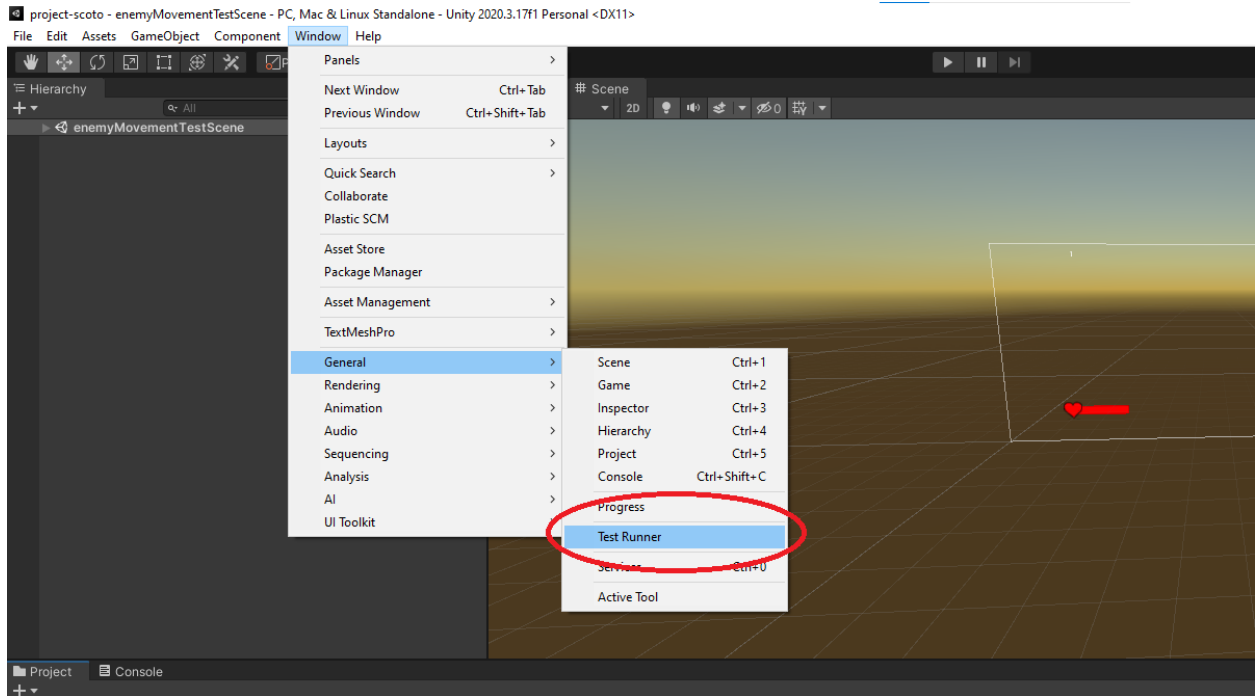 project-scoto - enemyMovementTestScene - PC, Mac & Linux Standalone - Unity 2020.3.17f1 Personal <DX11>
File Edit Assets GameObject Component Window Help
Hierarchy
All
enemyMovementTestScene
Panels
Next Window Ctrl+Tab
Previous Window Ctrl+Shift+Tab
Layouts
Quick Search
Collaborate
Plastic SCM
Asset Store
Package Manager
Asset Management
TextMeshPro
General
Rendering
Animation
Audio
Sequencing
Analysis
AI
UI Toolkit
Scene Ctrl+1
Game Ctrl+2
Inspector Ctrl+3
Hierarchy Ctrl+4
Project Ctrl+5
Console Ctrl+Shift+C
Progress
Test Runner
Services Ctrl+0
Active Tool
Scene
2D 0
Project Console